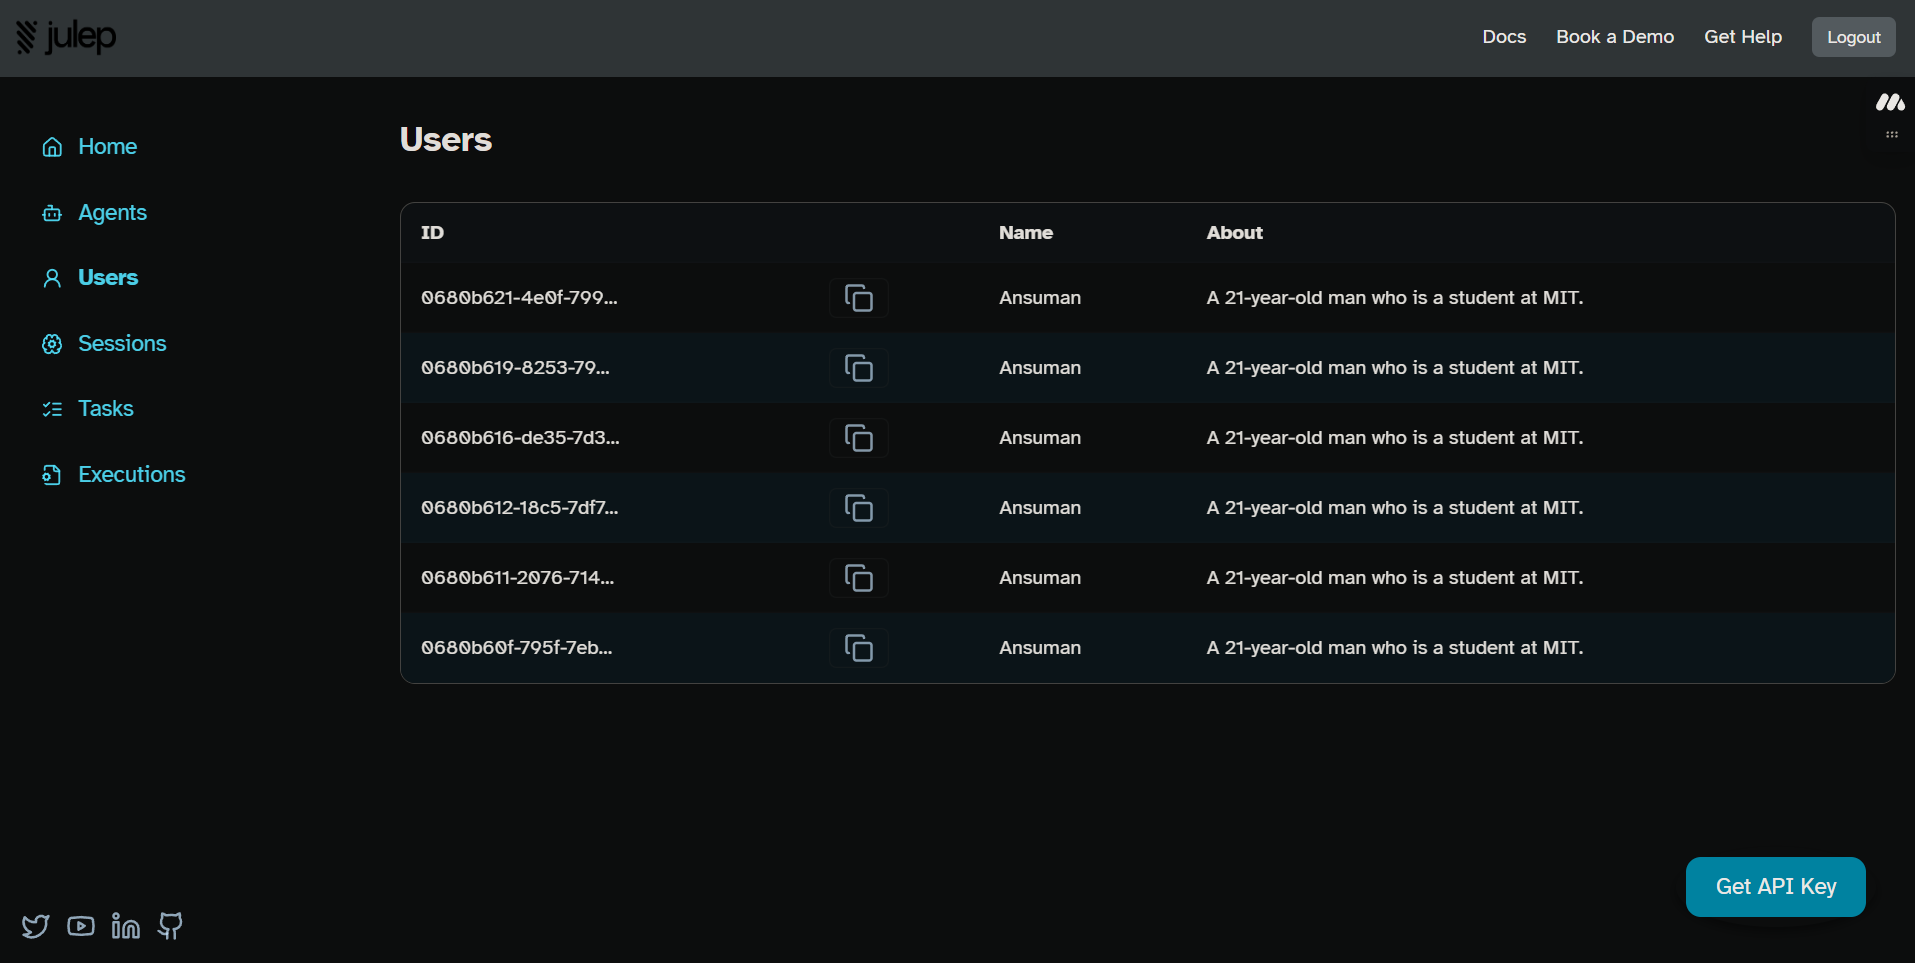 julep
Docs Book a Demo Get Help Logout
Home
Agents
Users
Sessions
Tasks
Executions
Users
ID Name About
0680b621-4e0f-799... Ansuman A 21-year-old man who is a student at MIT.
0680b619-8253-79... Ansuman A 21-year-old man who is a student at MIT.
0680b616-de35-7d3... Ansuman A 21-year-old man who is a student at MIT.
0680b612-18c5-7df7... Ansuman A 21-year-old man who is a student at MIT.
0680b611-2076-714... Ansuman A 21-year-old man who is a student at MIT.
0680b60f-795f-7eb... Ansuman A 21-year-old man who is a student at MIT.
Get API Key